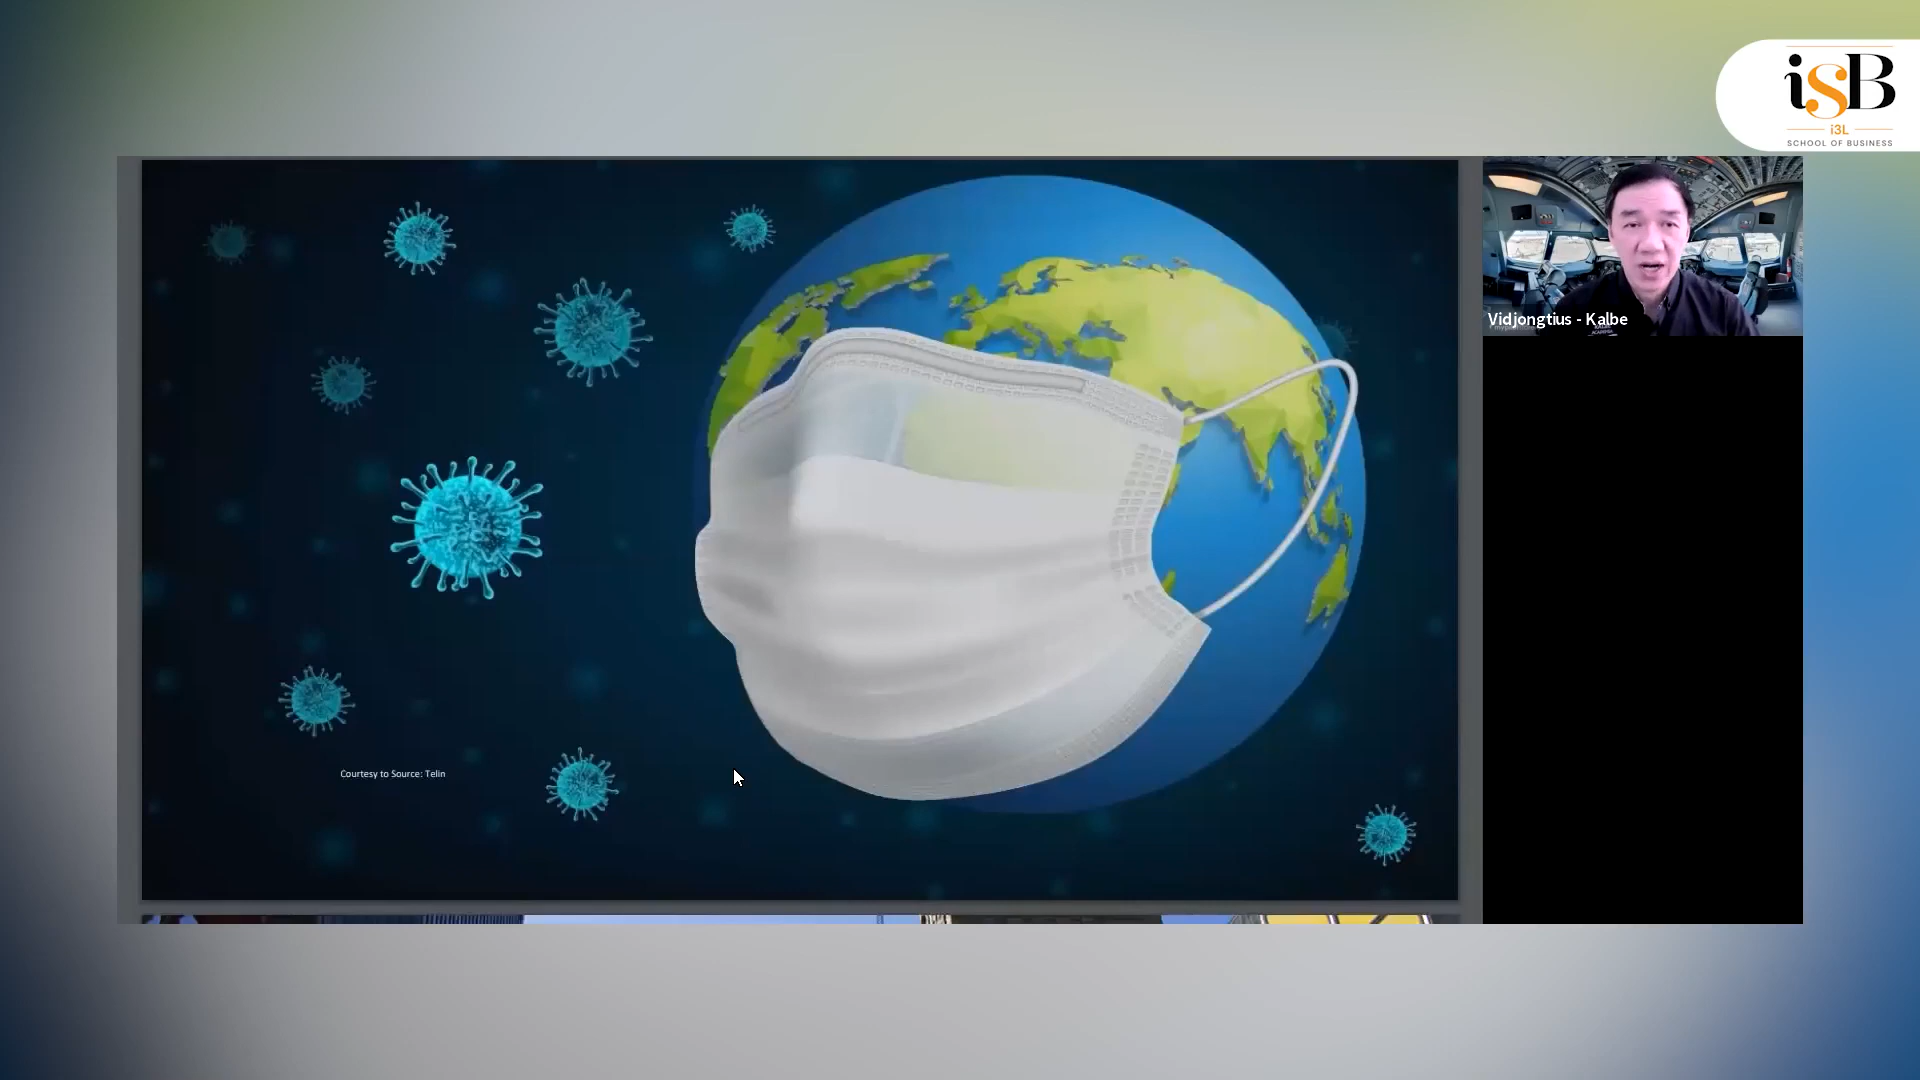 iSB
i3L
SCHOOL OF BUSINESS
Vidjongtius - Kalbe
Courtesy to Source: Telin